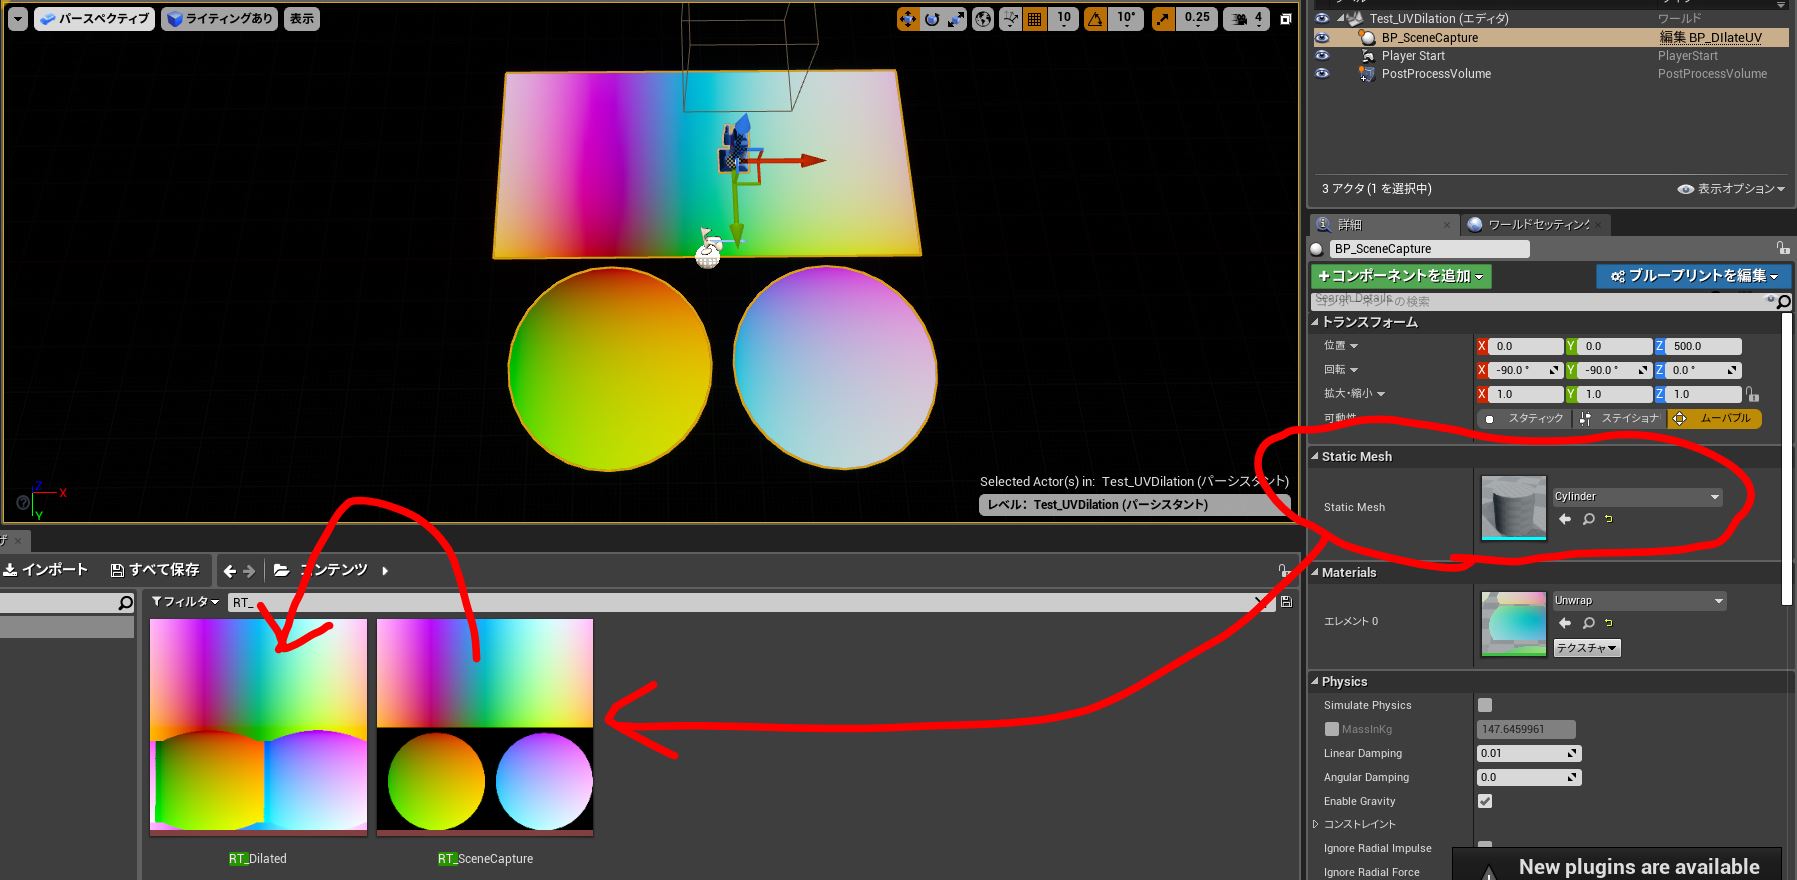 パースペクティブ
ライティングあり
表示
10
10°
0.25
4
Test_UVDilation (エディタ)
ワールド
BP_SceneCapture
編集 BP_DIlateUV
Player Start
PlayerStart
PostProcessVolume
PostProcessVolume
3 アクタ (1 を選択中)
表示オプション
詳細
ワールドセッティング
BP_SceneCapture
+コンポーネントを追加
ブループリントを編集
Search Details
コンポーネントの検索
トランスフォーム
位置
X 0.0
Y 0.0
Z 500.0
回転
X -90.0 °
Y -90.0 °
Z 0.0 °
拡大・縮小
X 1.0
Y 1.0
Z 1.0
可動性
スタティック
ステイショナ
ムーバブル
Static Mesh
Static Mesh
Cylinder
Materials
エレメント 0
Unwrap
テクスチャ
Physics
Simulate Physics
MassInKg
147.6459961
Linear Damping
0.01
Angular Damping
0.0
Enable Gravity
コンストレイント
Ignore Radial Impulse
Ignore Radial Force
New plugins are available
Selected Actor(s) in: Test_UVDilation (パーシスタント)
レベル: Test_UVDilation (パーシスタント)
Z
X
Y
インポート
すべて保存
コンテンツ
フィルタ
RT_
RT_Dilated
RT_SceneCapture